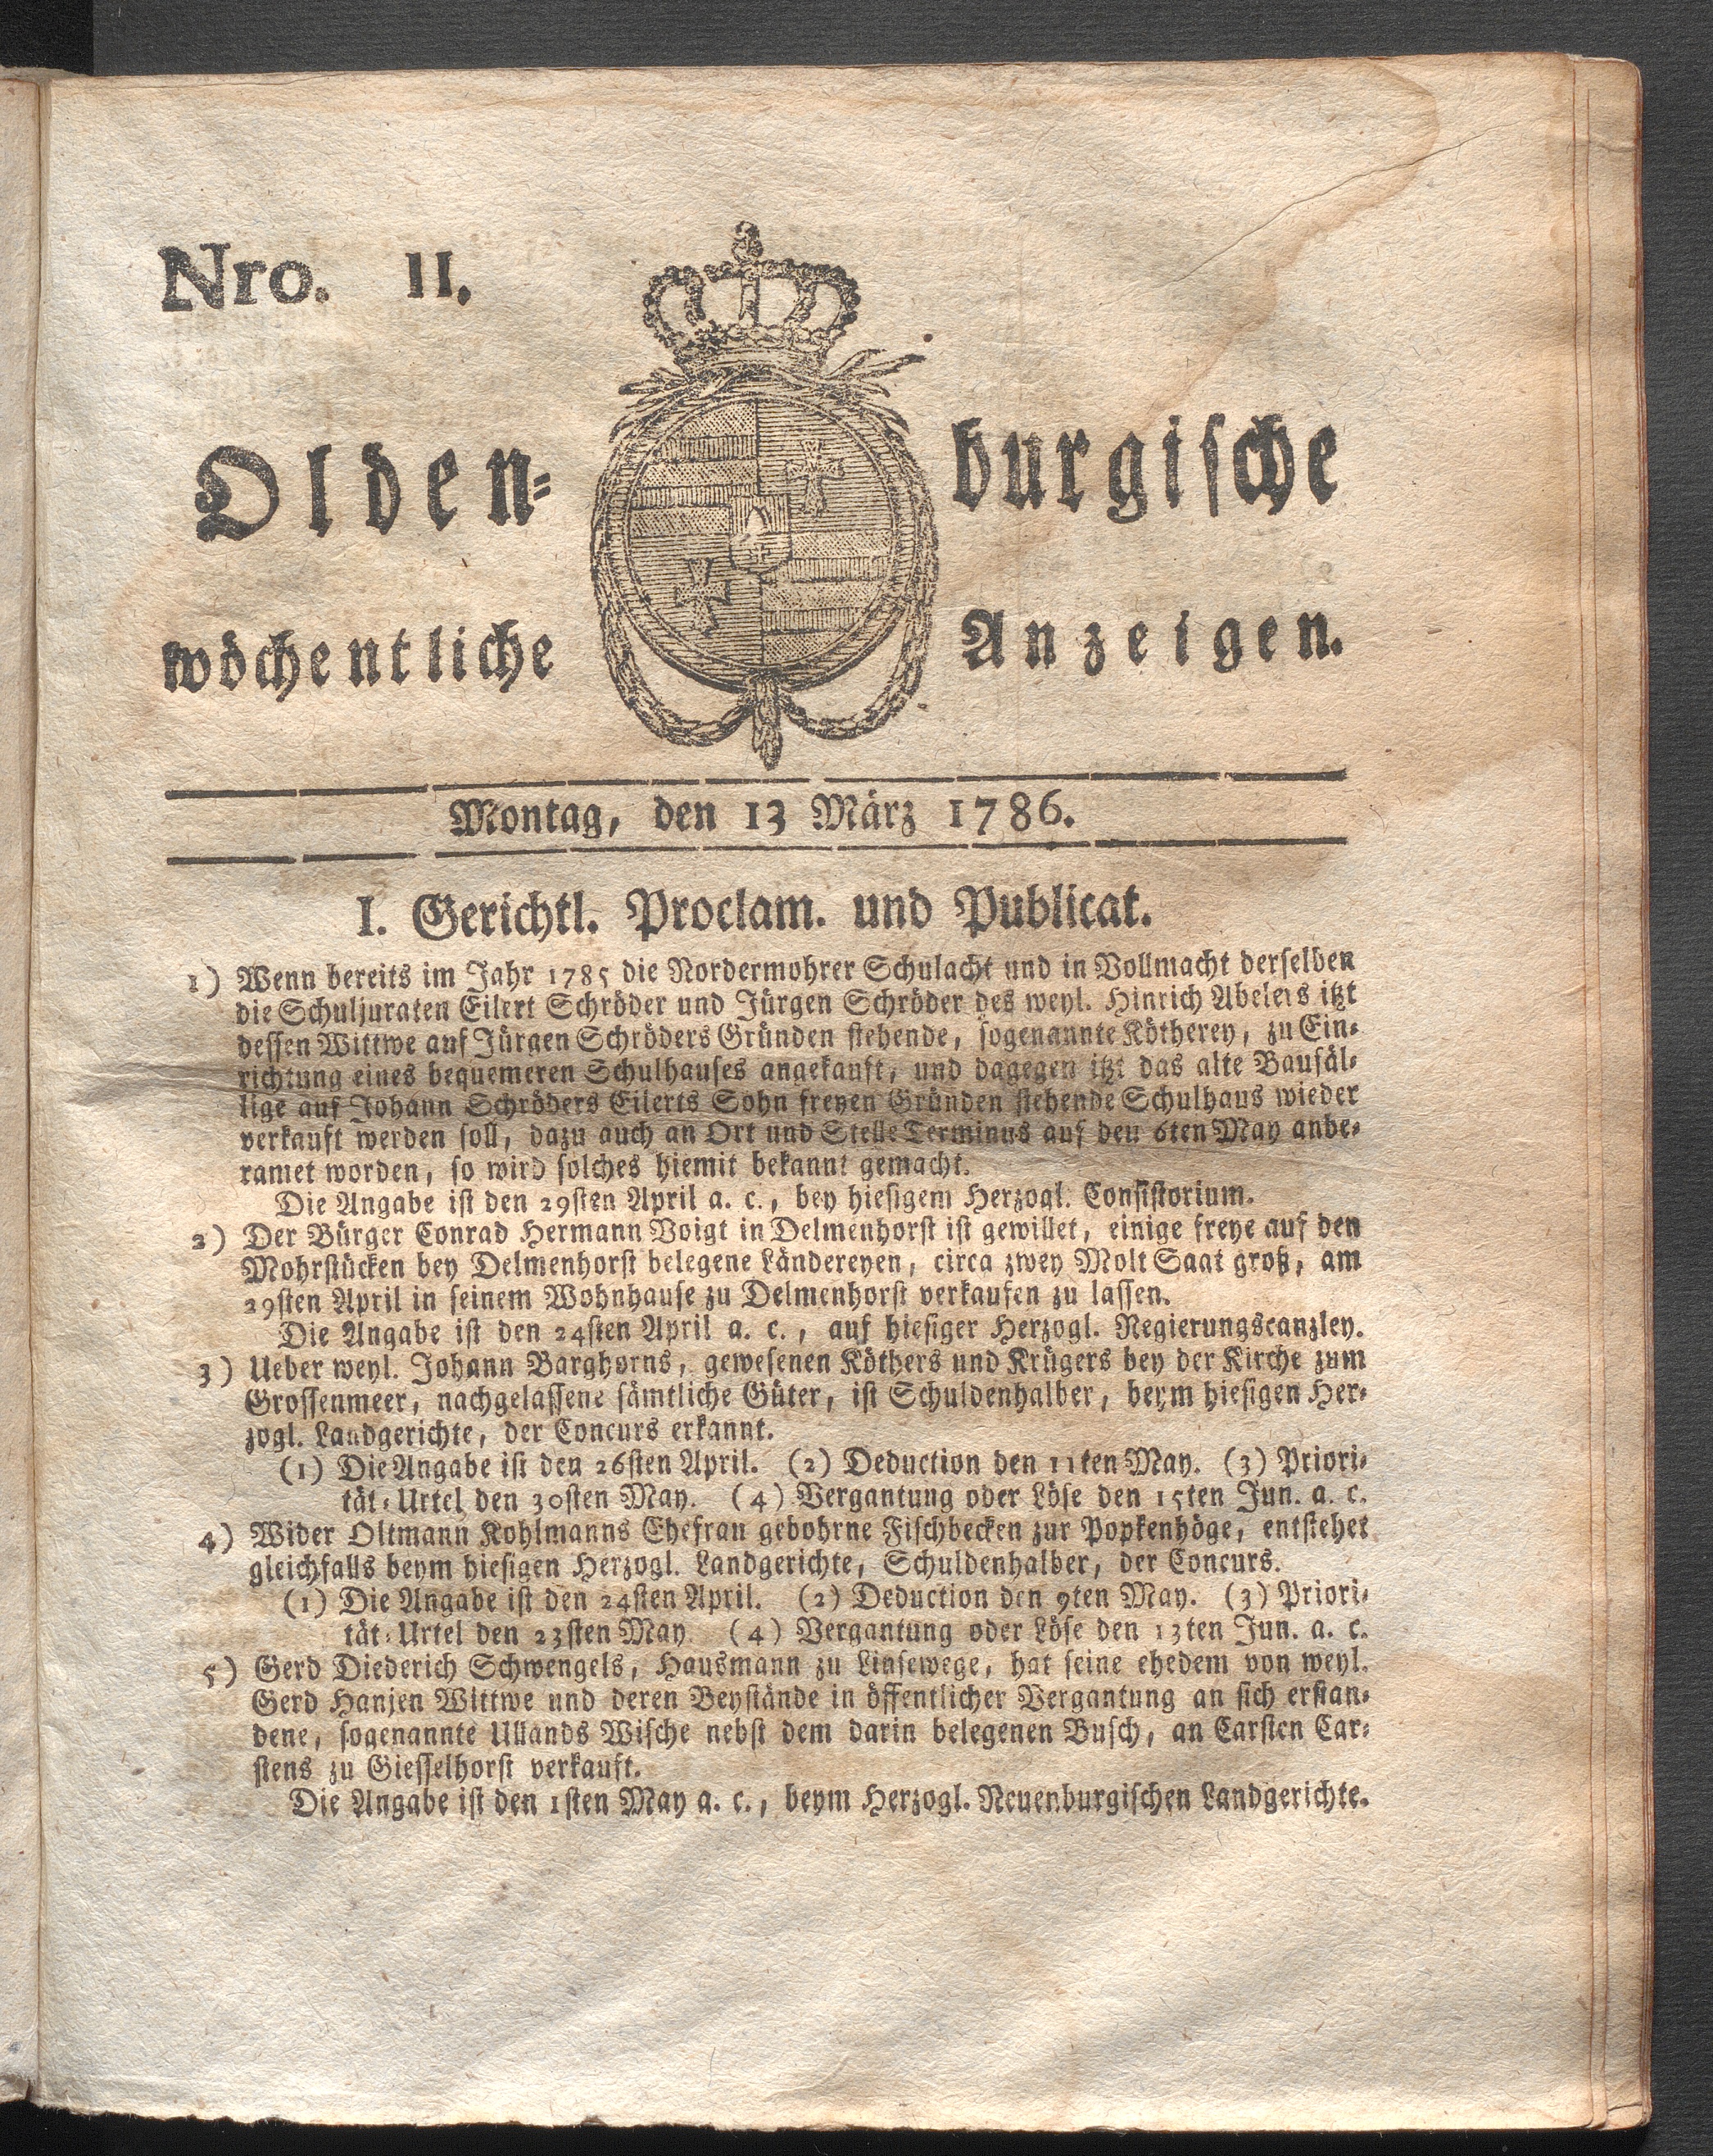 Nro. 11.
Olden-burgische
wöchentliche Anzeigen.
Montag, den 13 März 1786.
I. Gerichtl. Proclam. und Publicat.
1) Wenn bereits im Jahr 1785 die Nordermohrer Schulacht und in Vollmacht derselben
die Schuljuraten Eilert Schröder und Jürgen Schröder des weyl. Hinrich Abelers itzt
dessen Wittwe auf Jürgen Schröders Gründen stehende, sogenannte Kötherey, zu Ein-
richtung eines bequemeren Schulhauses angekauft, und dagegen itzt das alte Baufäl-
lige auf Johann Schröders Eilerts Sohn freyen Gründen stehende Schulhaus wieder
verkauft werden soll, dazu auch an Ort und Stelle Terminus auf den 6ten May anbe-
ramet worden, so wird solches hiemit bekannt gemacht.
Die Angabe ist den 29sten April a. c., bey hiesigem Herzogl. Consistorium.
2) Der Bürger Conrad Hermann Voigt in Delmenhorst ist gewillet, einige freye auf den
Mohrstücken bey Delmenhorst belegene Ländereyen, circa zwey Molt Saat groß, am
29sten April in seinem Wohnhause zu Delmenhorst verkaufen zu lassen.
Die Angabe ist den 24sten April a. c., auf hiesiger Herzogl. Regierungscanzley.
3) Ueber weyl. Johann Barghorns, gewesenen Köthers und Krügers bey der Kirche zum
Grossenmeer, nachgelassene sämtliche Güter, ist Schuldenhalber, beym hiesigen Her-
zogl. Landgerichte, der Concurs erkannt.
(1) Die Angabe ist den 26sten April. (2) Deduction den 11ten May. (3) Priori-
tät-Urtel den 30sten May. (4) Vergantung oder Löse den 15ten Jun. a. c.
4) Wider Oltmann Kohlmanns Ehefrau gebohrne Fischbecken zur Popkenhöge, entstehet
gleichfalls beym hiesigen Herzogl. Landgerichte, Schuldenhalber, der Concurs.
(1) Die Angabe ist den 24sten April. (2) Deduction den 9ten May. (3) Priori-
tät-Urtel den 23sten May (4) Vergantung oder Löse den 13ten Jun. a. c.
5) Gerd Diederich Schwengels, Hausmann zu Linsewege, hat seine ehedem von weyl.
Gerd Hanjen Wittwe und deren Beystände in öffentlicher Vergantung an sich erstan-
dene, sogenannte Ullands Wische nebst dem darin belegenen Busch, an Carsten Car-
stens zu Giesselhorst verkauft.
Die Angabe ist den 1sten May a. c., beym Herzogl. Neuenburgischen Landgerichte.